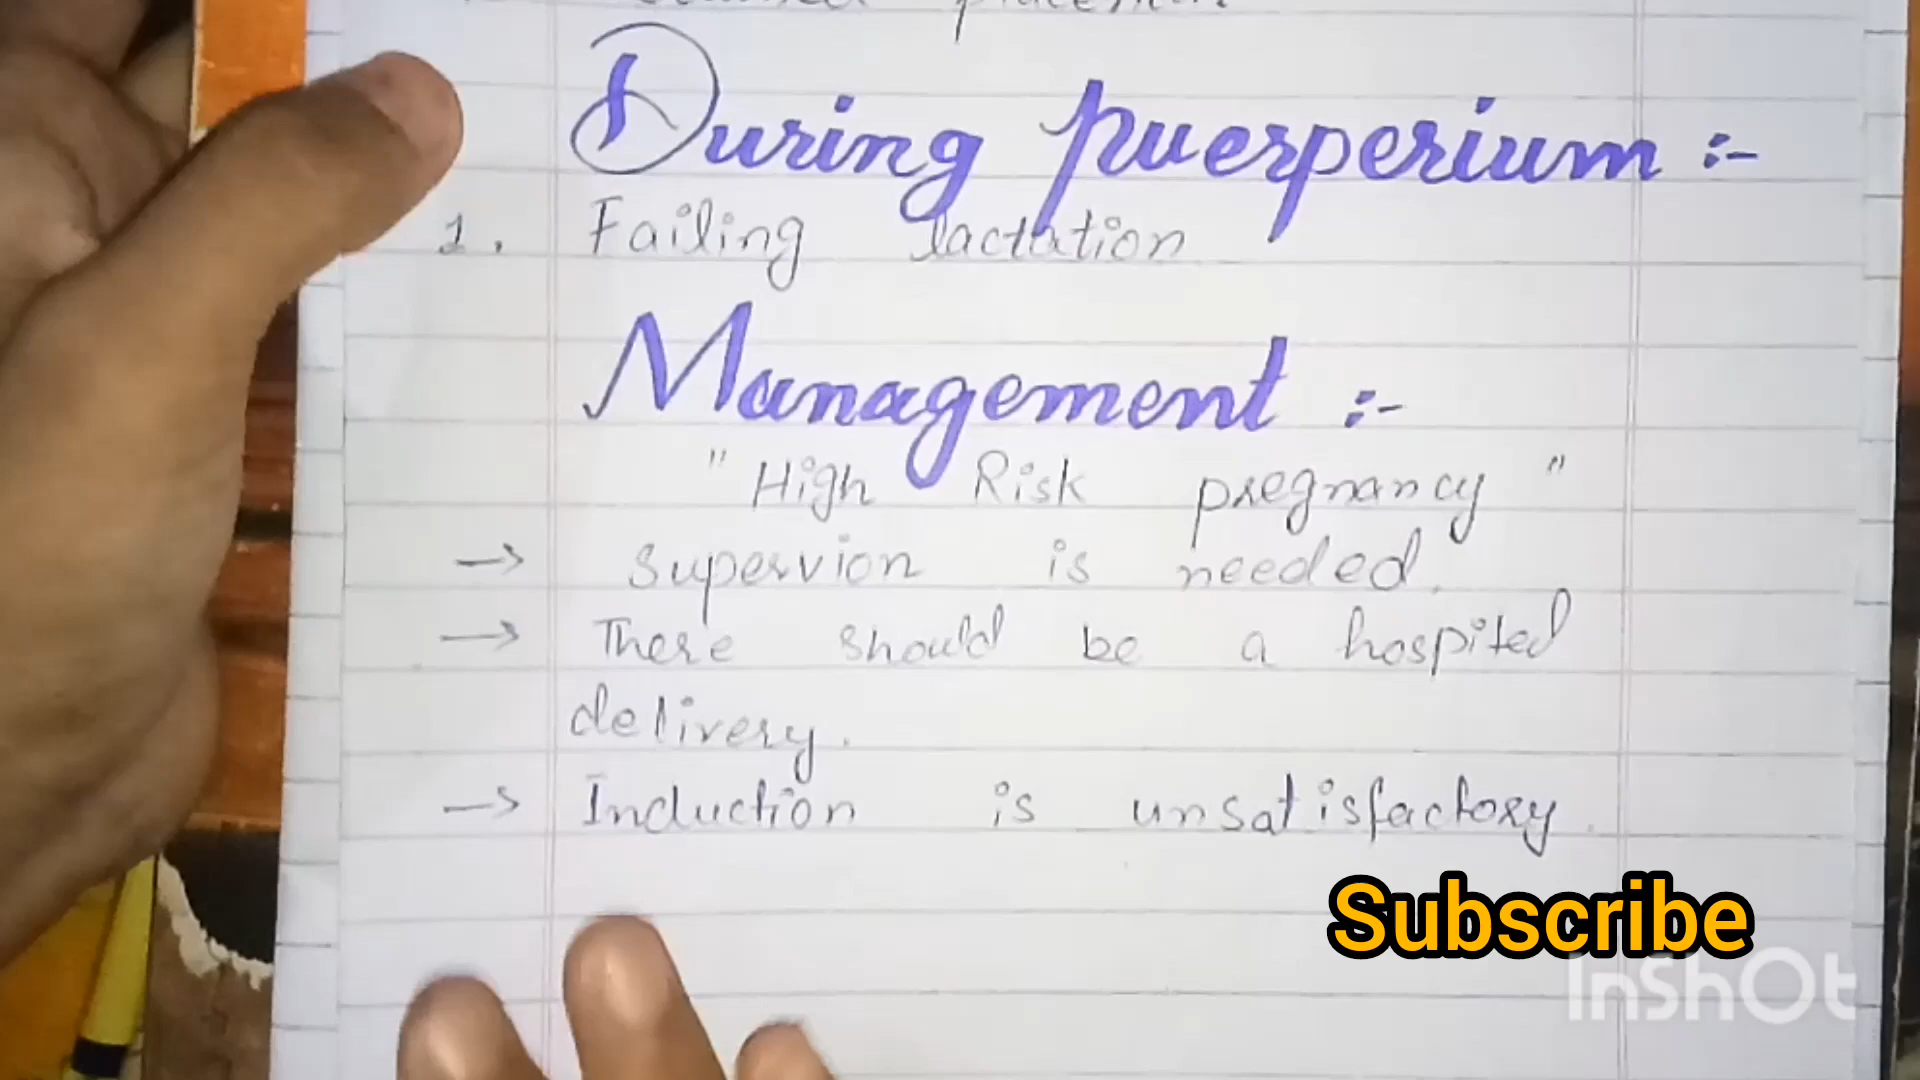 During puerperium :-
1. Failing lactation
Management :-
" High Risk pregnancy "
→ supervion is needed.
→ There should be a hospited
delivery.
→ Induction is unsatisfactory.
Subscribe
InShOt